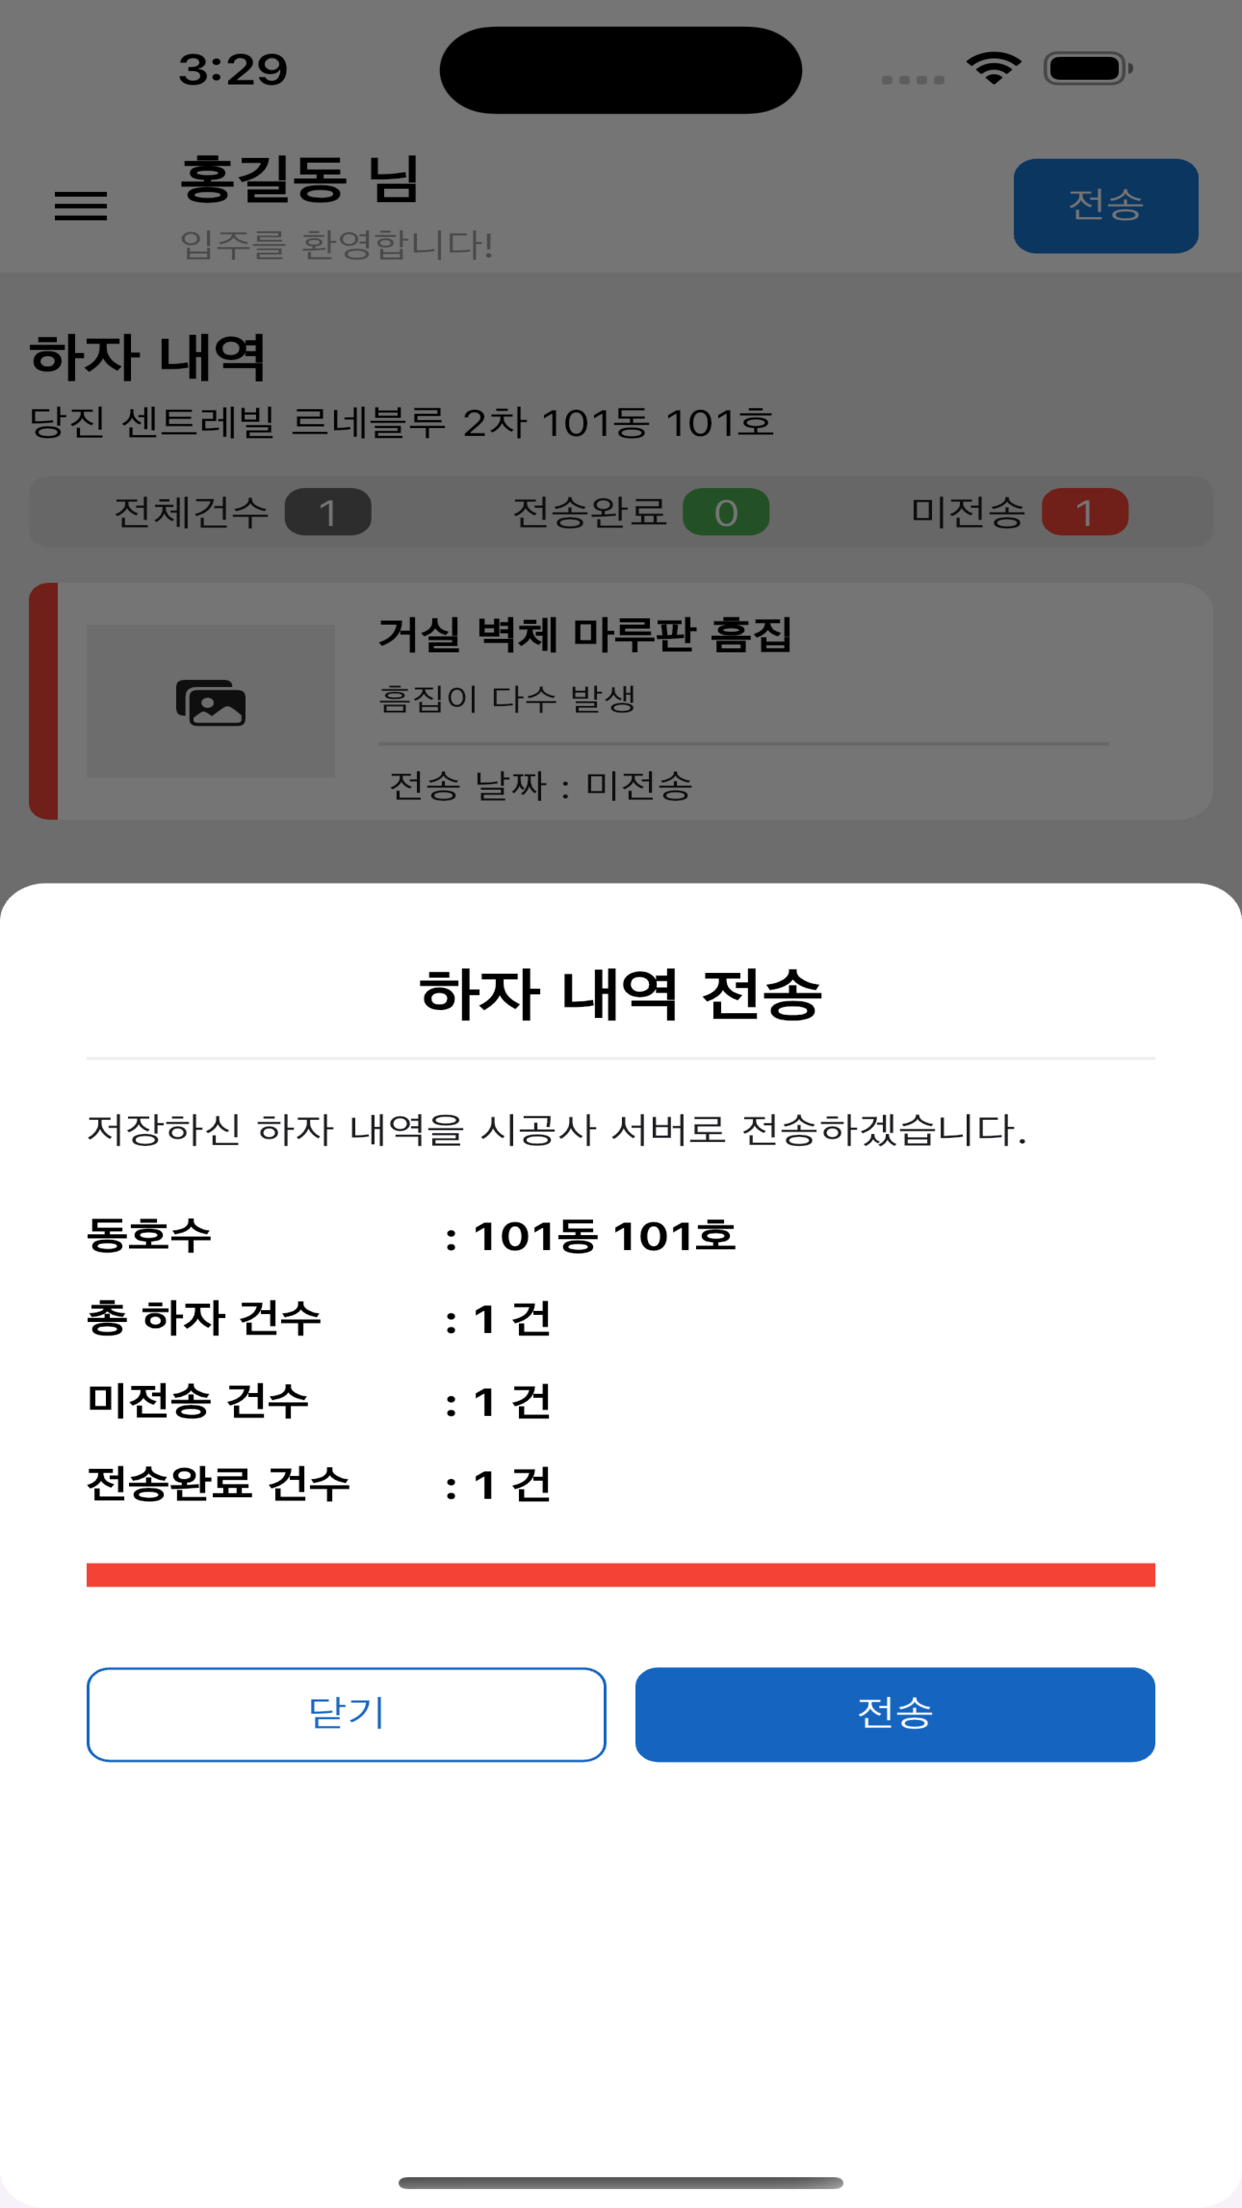 3:29
홍길동 님
입주를 환영합니다!
전송
하자 내역
당진 센트레빌 르네블루 2차 101동 101호
전체건수 1 전송완료 0 미전송 1
거실 벽체 마루판 흠집
흠집이 다수 발생
전송 날짜 : 미전송
하자 내역 전송
저장하신 하자 내역을 시공사 서버로 전송하겠습니다.
동호수 : 101동 101호
총 하자 건수 : 1 건
미전송 건수 : 1 건
전송완료 건수 : 1 건
닫기 전송